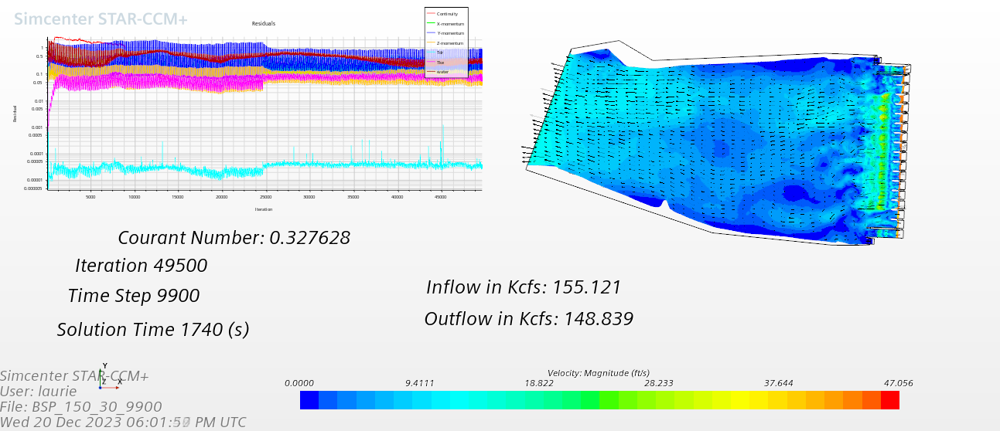 Simcenter STAR-CCM+
Residuals
Continuity
X-momentum
Y-momentum
Z-momentum
Tdr
Tke
water
Residual
1
0.5
0.1
0.05
0.01
0.005
0.001
0.0005
0.0001
0.00005
0.00001
0.000005
5000 10000 15000 20000 25000 30000 35000 40000 45000
Iteration
Courant Number: 0.327628
Iteration 49500
Time Step 9900
Solution Time 1740 (s)
Inflow in Kcfs: 155.121
Outflow in Kcfs: 148.839
Y
Z X
Simcenter STAR-CCM+
User: laurie
File: BSP_150_30_9900
Wed 20 Dec 2023 PM UTC
Velocity: Magnitude (ft/s)
0.0000 9.4111 18.822 28.233 37.644 47.056